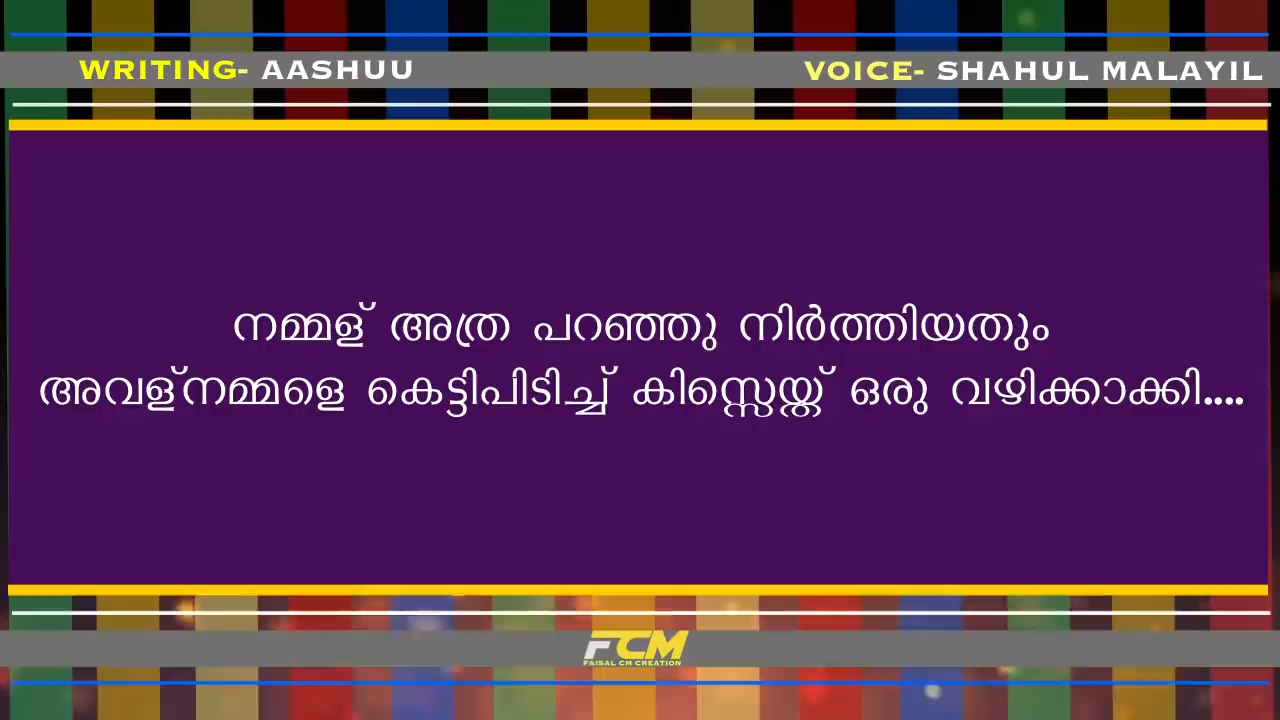 WRITING- AASHUU
VOICE- SHAHUL MALAYIL
നമ്മള് അത്ര പറഞ്ഞു നിർത്തിയതും
അവള്നമ്മളെ കെട്ടിപിടിച്ച് കിസ്സെയ്ത് ഒരു വഴിക്കാക്കി....
FCM
FAISAL CM CREATION